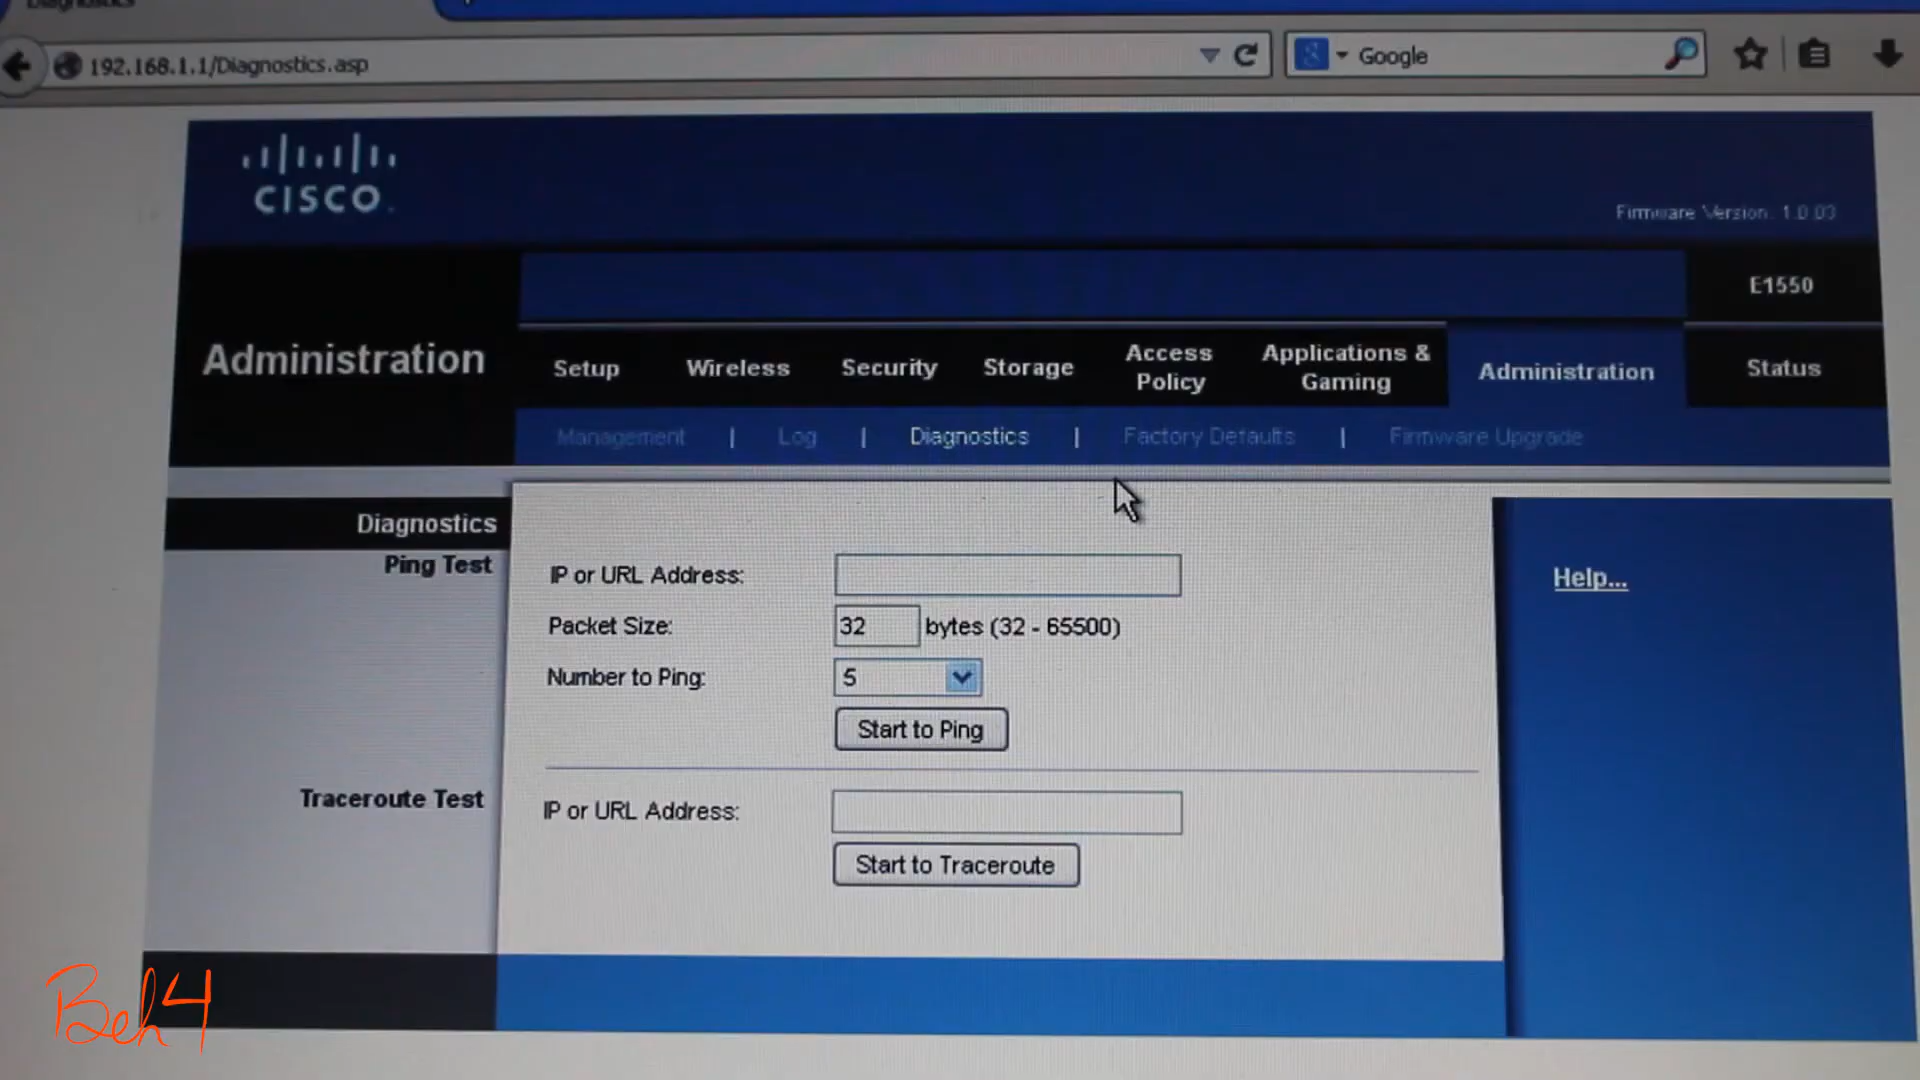 192.168.1.1/Diagnostics.asp
Google
CISCO
Firmware Version: 1.0.03
E1550
Administration
Setup
Wireless
Security
Storage
Access Policy
Applications & Gaming
Administration
Status
Management | Log | Diagnostics | Factory Defaults | Firmware Upgrade
Diagnostics
Ping Test
IP or URL Address:
Packet Size: 32 bytes (32 - 65500)
Number to Ping: 5
Start to Ping
Traceroute Test
IP or URL Address:
Start to Traceroute
Help...
Beh4